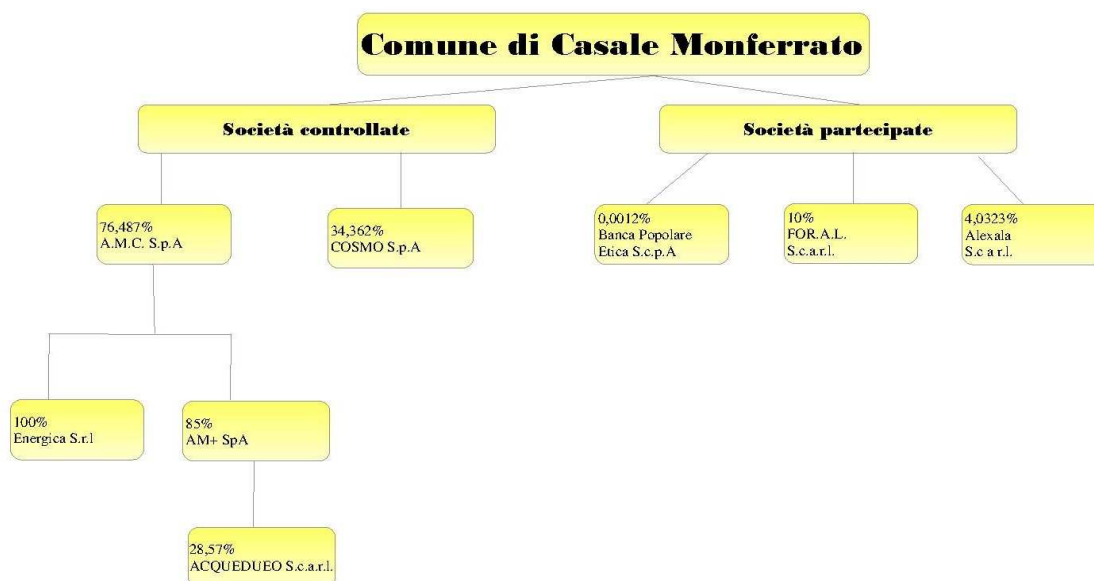 Comune di Casale Monferrato
Società controllate
Società partecipate
76,487%
A.M.C. S.p.A
34,362%
COSMO S.p.A
0,0012%
Banca Popolare
Etica S.c.p.A
10%
FOR.A.L.
S.c.a.r.l.
4,0323%
Alexala
S.c a r.l.
100%
Energica S.r.l
85%
AM+ SpA
28,57%
ACQUEDUEO S.c.a.r.l.